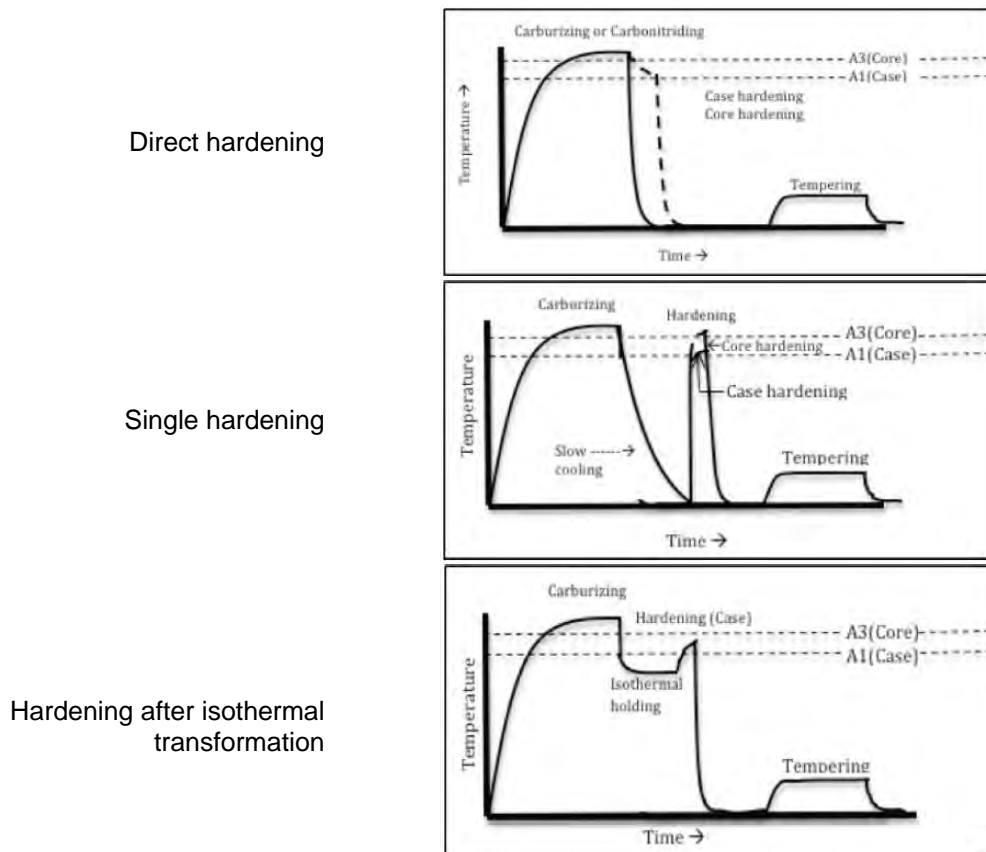 Direct hardening
Carburizing or Carbonitriding
A3(Core)
A1(Case)
Case hardening
Core hardening
Temperature →
Tempering
Time →
Single hardening
Carburizing
Hardening
A3(Core)
Core hardening
A1(Case)
Case hardening
Temperature
Slow
cooling
Tempering
Time →
Hardening after isothermal
transformation
Carburizing
Hardening (Case)
A3(Core)
A1(Case)
Isothermal
holding
Temperature
Tempering
Time →